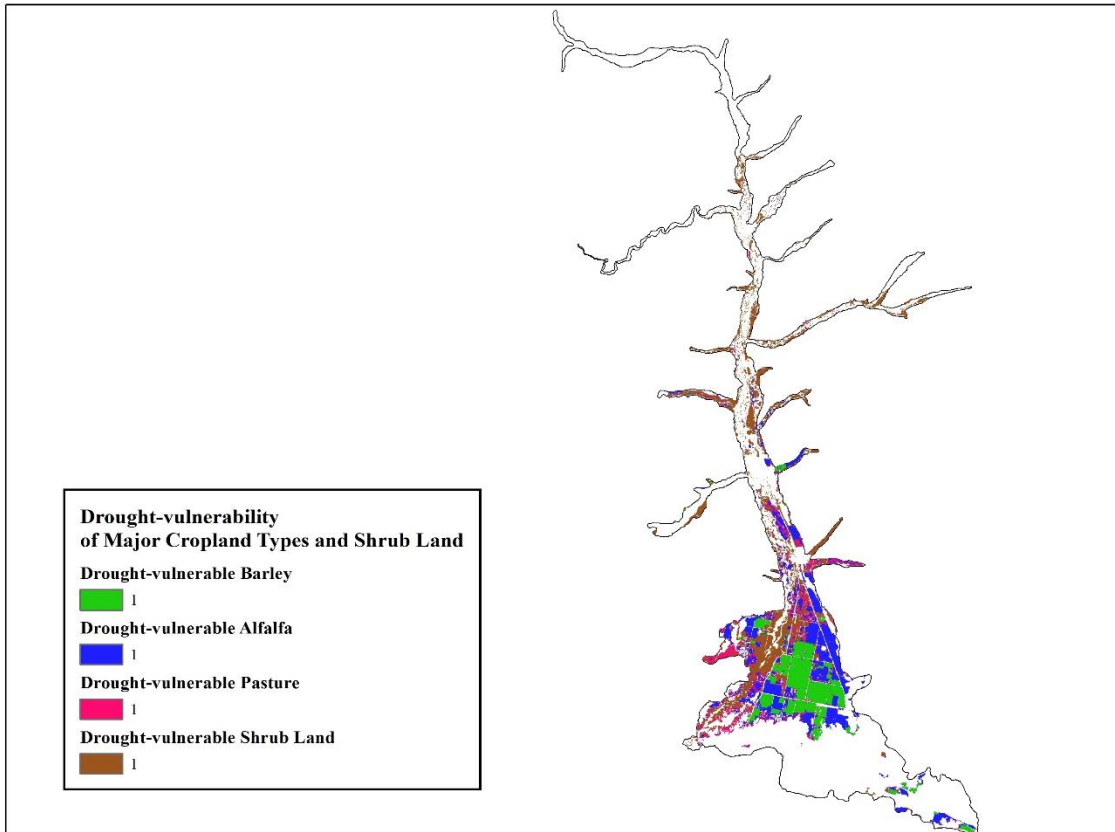 Drought-vulnerability
of Major Cropland Types and Shrub Land
Drought-vulnerable Barley
1
Drought-vulnerable Alfalfa
1
Drought-vulnerable Pasture
1
Drought-vulnerable Shrub Land
1